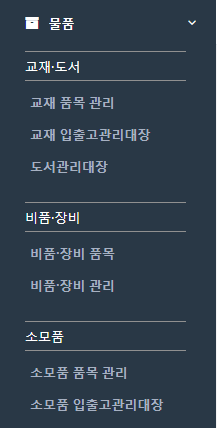 물품
교재·도서
교재 품목 관리
교재 입출고관리대장
도서관리대장
비품·장비
비품·장비 품목
비품·장비 관리
소모품
소모품 품목 관리
소모품 입출고관리대장